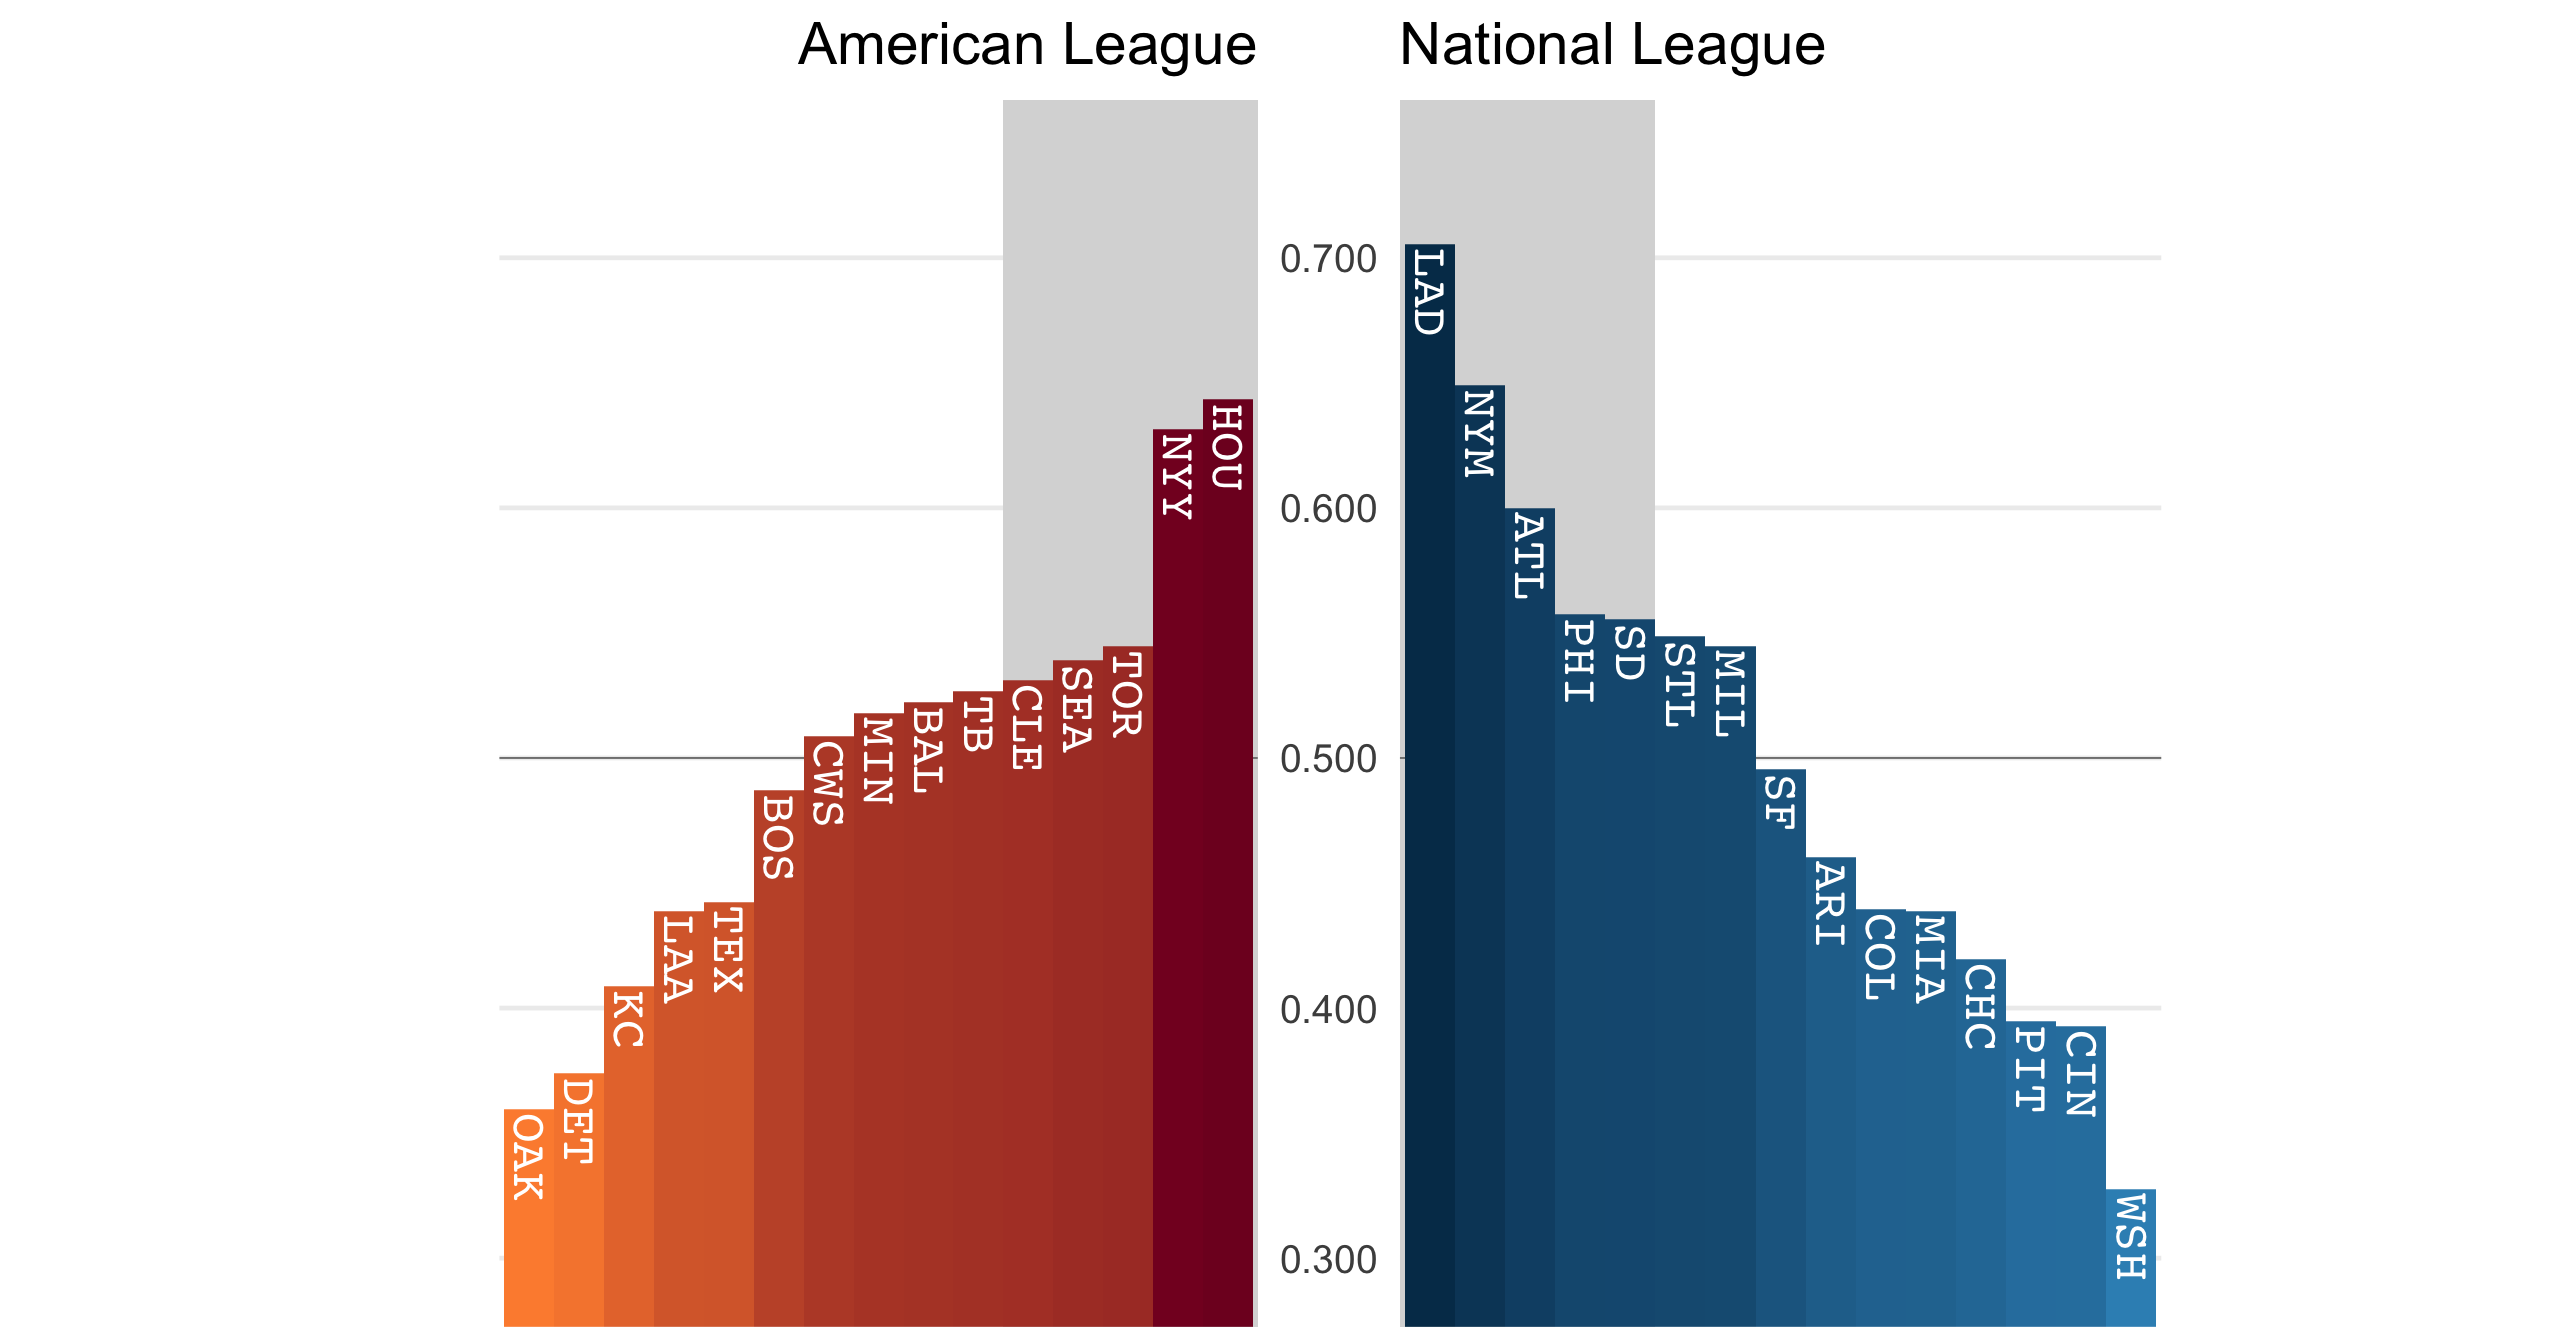 American League
National League
0.700
0.600
0.500
0.400
0.300
OAK
DET
KC
LAA
TEX
BOS
CWS
MIN
BAL
TB
CLE
SEA
TOR
NYY
HOU
LAD
NYM
ATL
PHI
SD
STL
MIL
SF
ARI
COL
MIA
CHC
PIT
CIN
WSH